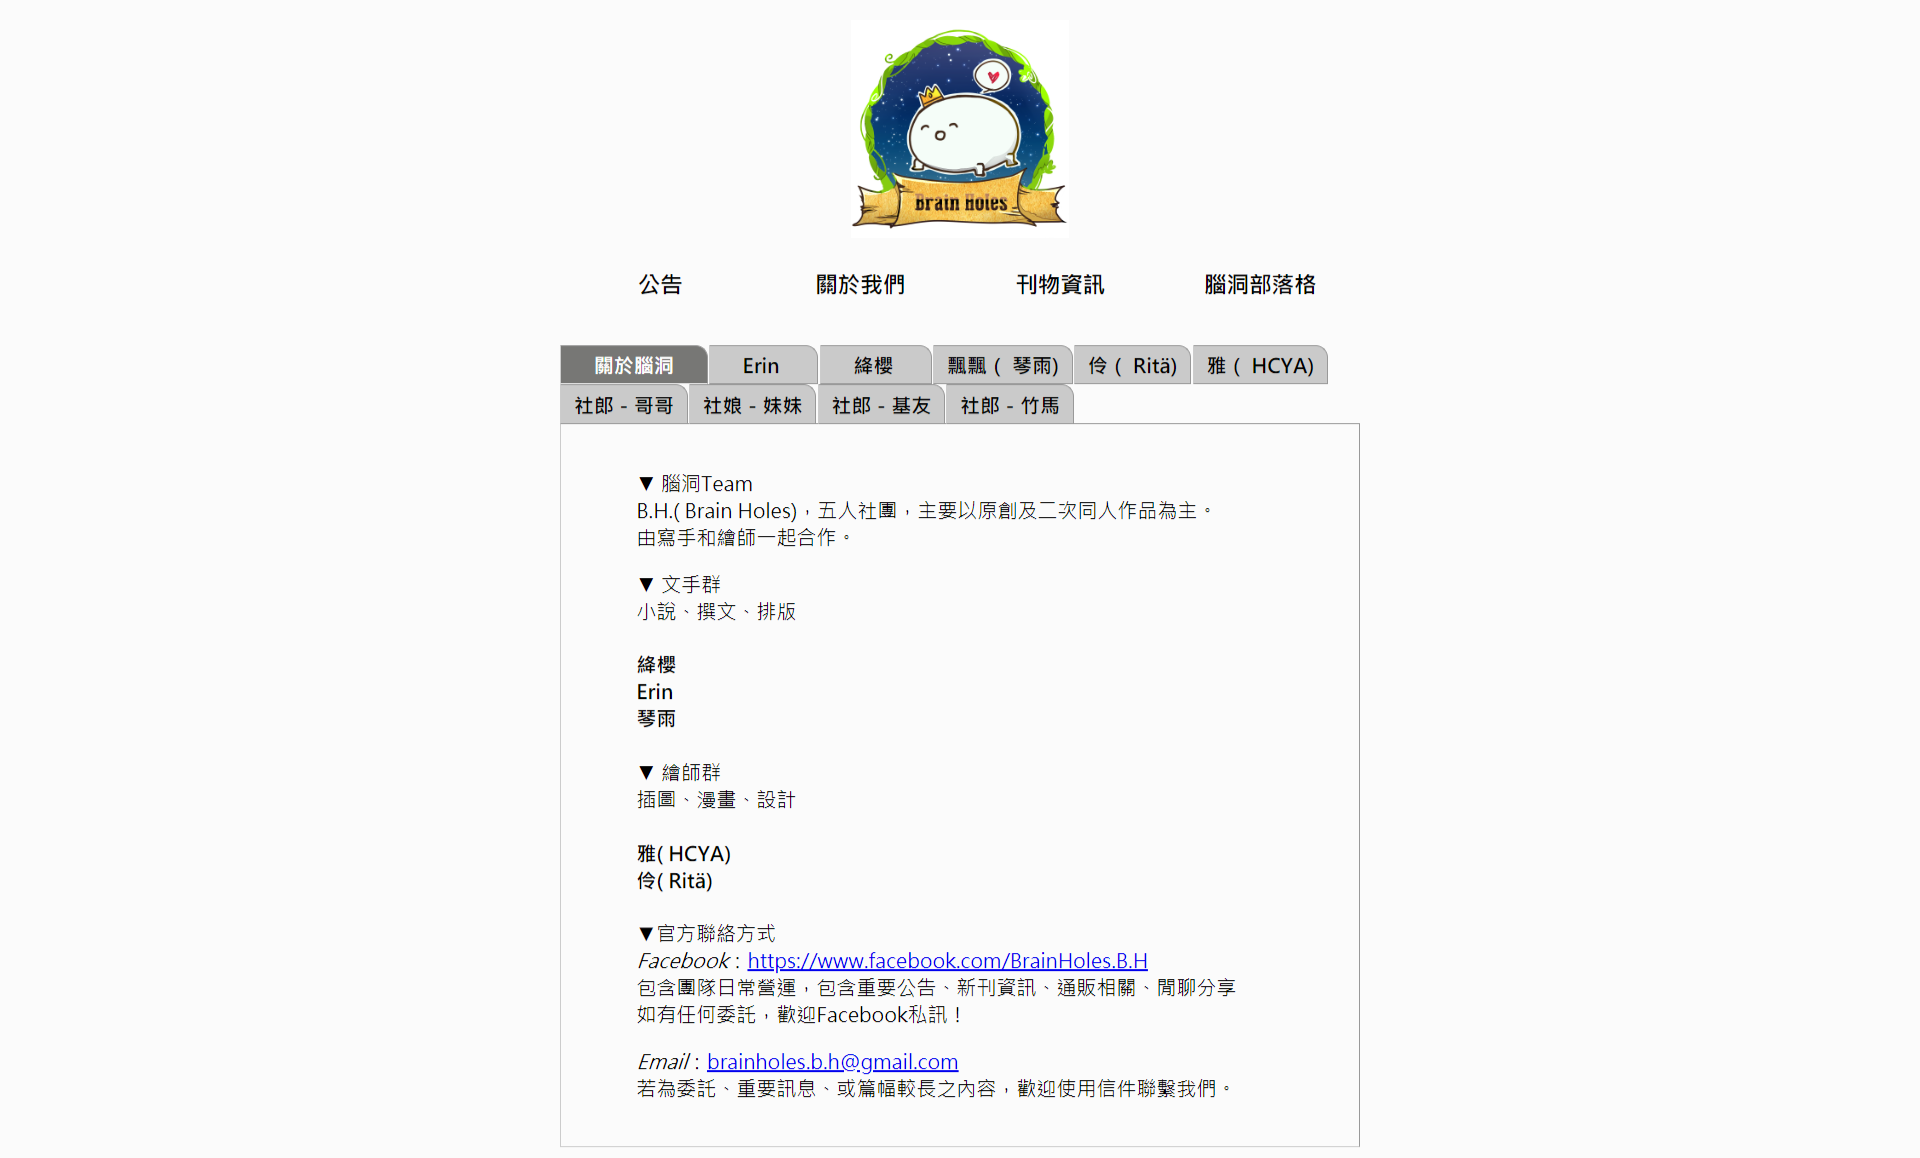 Brain Holes
公告
關於我們
刊物資訊
腦洞部落格
關於腦洞
Erin
絳櫻
飄飄 ( 琴雨)
伶 ( Ritä)
雅 ( HCYA)
社郎 - 哥哥
社娘 - 妹妹
社郎 - 基友
社郎 - 竹馬
▼ 腦洞Team
B.H.( Brain Holes)，五人社團，主要以原創及二次同人作品為主。
由寫手和繪師一起合作。
▼ 文手群
小說、撰文、排版
絳櫻
Erin
琴雨
▼ 繪師群
插圖、漫畫、設計
雅( HCYA)
伶( Ritä)
▼官方聯絡方式
Facebook : https://www.facebook.com/BrainHoles.B.H
包含團隊日常營運，包含重要公告、新刊資訊、通販相關、閒聊分享
如有任何委託，歡迎Facebook私訊！
Email : brainholes.b.h@gmail.com
若為委託、重要訊息、或篇幅較長之內容，歡迎使用信件聯繫我們。